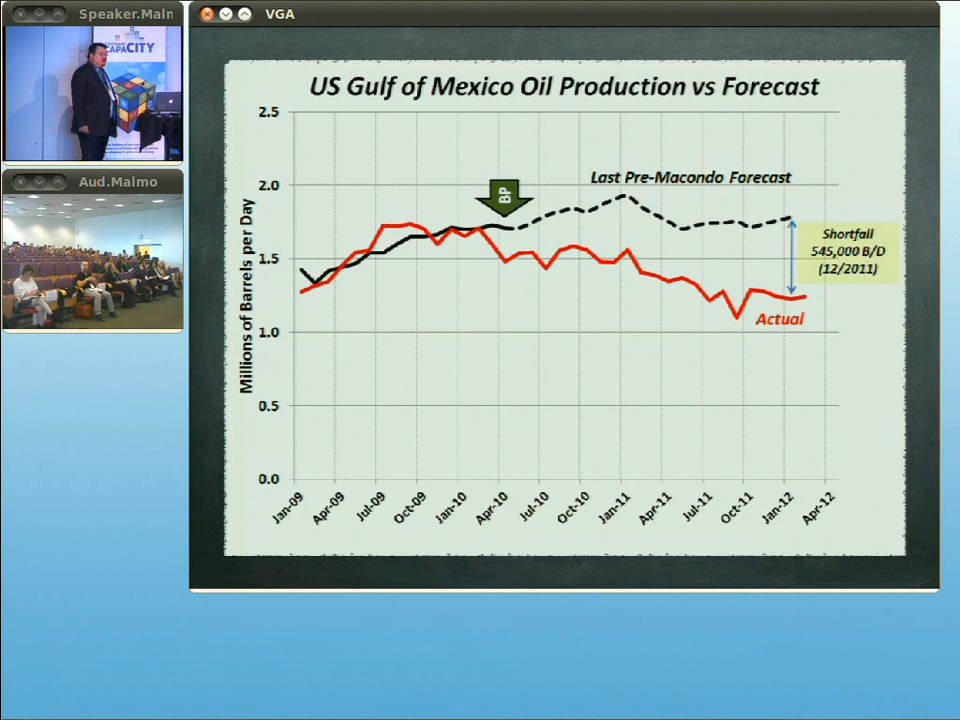 Speaker.Malm
CAPACITY
Aud.Malmo
VGA
US Gulf of Mexico Oil Production vs Forecast
Millions of Barrels per Day
2.5
2.0
1.5
1.0
0.5
0.0
Last Pre-Macondo Forecast
BP
Shortfall
545,000 B/D
(12/2011)
Actual
Jan-09
Apr-09
Jul-09
Oct-09
Jan-10
Apr-10
Jul-10
Oct-10
Jan-11
Apr-11
Jul-11
Oct-11
Jan-12
Apr-12